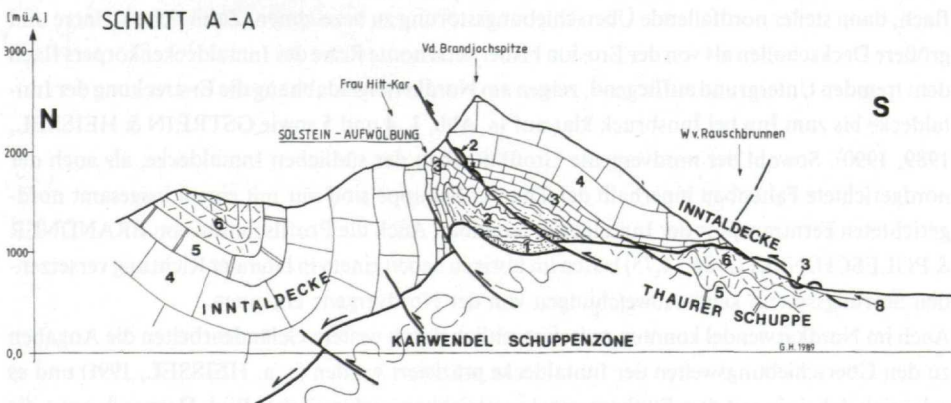 [m ü.A.]
SCHNITT A - A
3000
2000
1000
0,0
N
S
Vd. Brandjochspitze
Frau Hitt-Kar
SOLSTEIN - AUFWÖLBUNG
W v. Rauschbrunnen
INNTALDECKE
INNTALDECKE
THAURER SCHUPPE
KARWENDEL SCHUPPENZONE
G.H. 1989
2
3
4
3
2
1
6
5
4
6
5
3
8